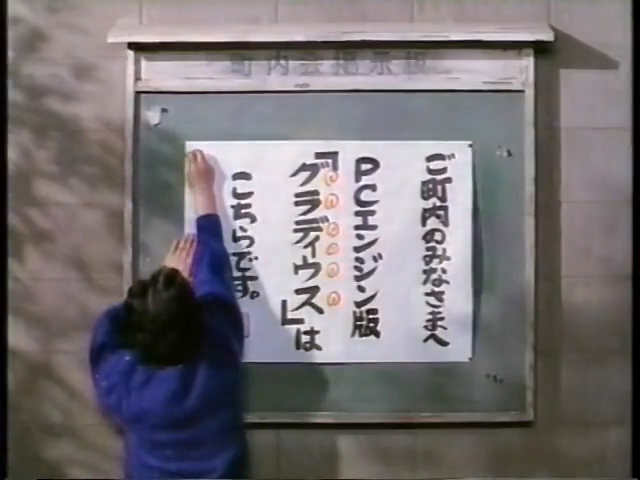 町内会掲示板
ご町内のみなさまへ
PCエンジン版
『グラディウス』は
こちらです。